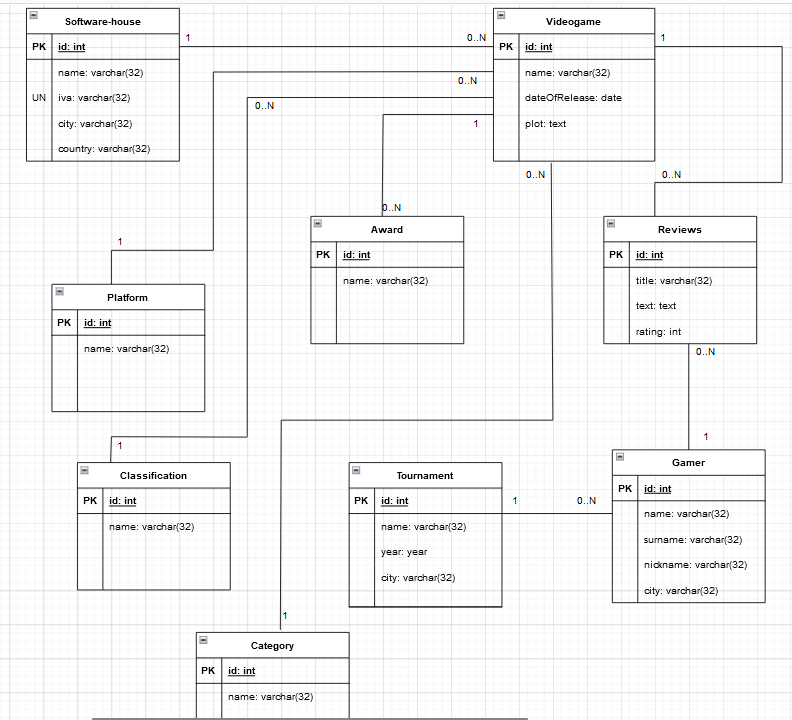 Software-house
PK id: int
name: varchar(32)
UN iva: varchar(32)
city: varchar(32)
country: varchar(32)
1
0..N
Videogame
PK id: int
name: varchar(32)
dateOfRelease: date
plot: text
1
0..N
0..N
1
0..N
0..N
0..N
1
Award
PK id: int
name: varchar(32)
Reviews
PK id: int
title: varchar(32)
text: text
rating: int
Platform
PK id: int
name: varchar(32)
0..N
1
1
Classification
PK id: int
name: varchar(32)
Tournament
PK id: int
name: varchar(32)
year: year
city: varchar(32)
1
0..N
Gamer
PK id: int
name: varchar(32)
surname: varchar(32)
nickname: varchar(32)
city: varchar(32)
1
Category
PK id: int
name: varchar(32)